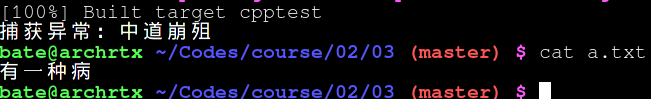 [100%] Built target cpptest
捕获异常: 中道崩殂
bate@archrtx ~/Codes/course/02/03 (master) $ cat a.txt
有一种病
bate@archrtx ~/Codes/course/02/03 (master) $